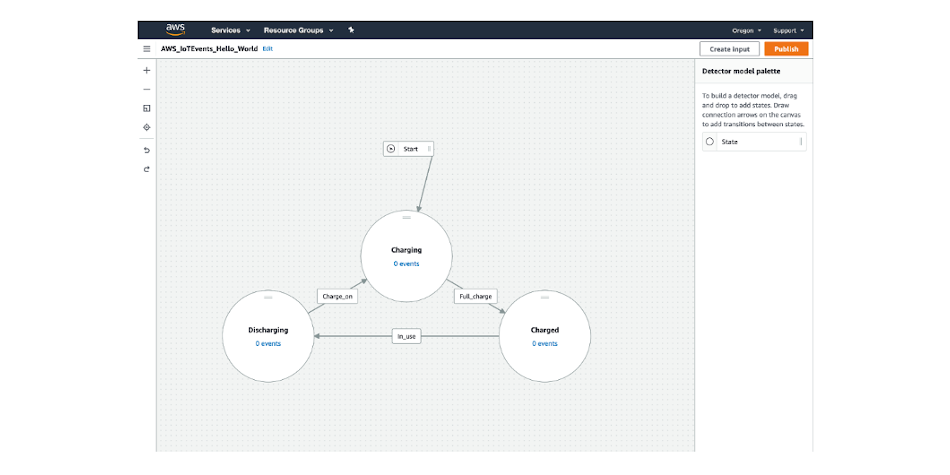 aws Services Resource Groups Oregon Support
AWS_IoTEvents_Hello_World Edit Create input Publish
Detector model palette
To build a detector model, drag
and drop to add states. Draw
connection arrows on the canvas
to add transitions between states.
State
Start
Charging
0 events
Charge_on
Full_charge
Discharging
0 events
In_use
Charged
0 events